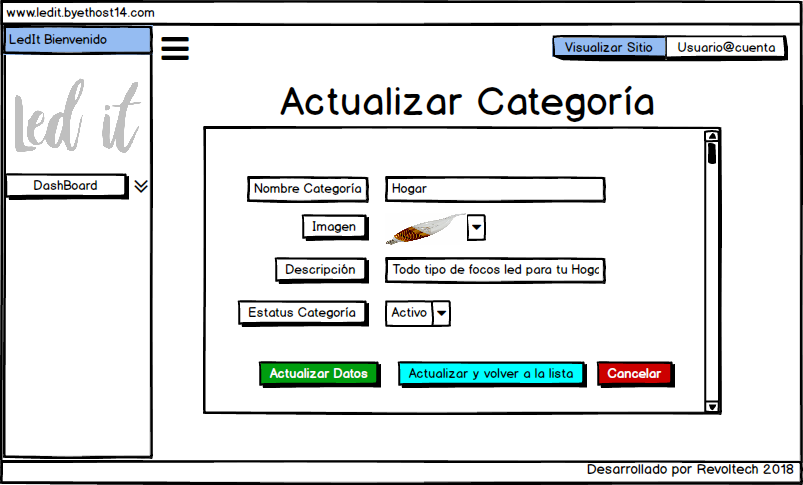 www.ledit.byethost14.com
LedIt Bienvenido
Visualizar Sitio
Usuario@cuenta
Led it
Actualizar Categoría
DashBoard
Nombre Categoría
Hogar
Imagen
Descripción
Todo tipo de focos led para tu Hoga
Estatus Categoría
Activo
Actualizar Datos
Actualizar y volver a la lista
Cancelar
Desarrollado por Revoltech 2018